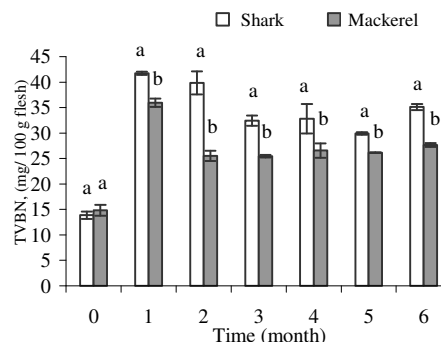 Shark Mackerel
TVBN, (mg/ 100 g flesh)
45
40
35
30
25
20
15
10
5
0
a a
a b
a b
a b
a b
a b
a b
0 1 2 3 4 5 6
Time (month)